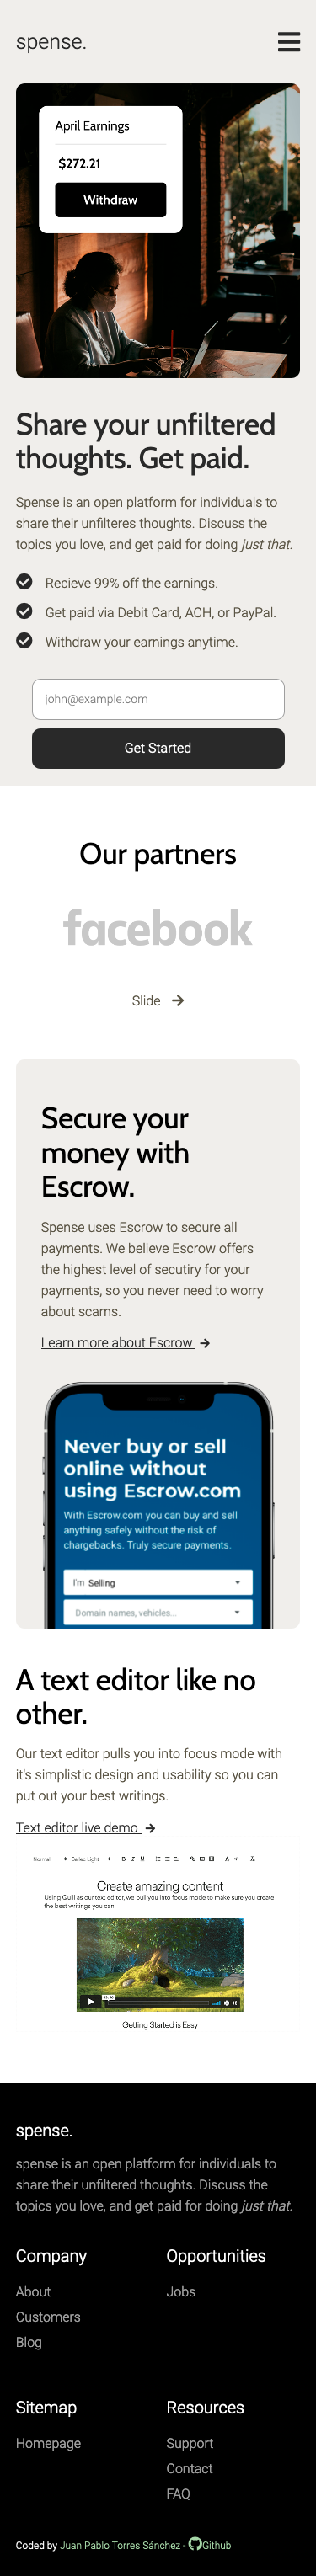 spense.
April Earnings
$272.21
Withdraw
Share your unfiltered
thoughts. Get paid.
Spense is an open platform for individuals to
share their unfilteres thoughts. Discuss the
topics you love, and get paid for doing just that.
Recieve 99% off the earnings.
Get paid via Debit Card, ACH, or PayPal.
Withdraw your earnings anytime.
john@example.com
Get Started
Our partners
facebook
Slide
Secure your
money with
Escrow.
Spense uses Escrow to secure all
payments. We believe Escrow offers
the highest level of secutiry for your
payments, so you never need to worry
about scams.
Learn more about Escrow
Never buy or sell
online without
using Escrow.com
With Escrow.com you can buy and sell
anything safely without the risk of
chargebacks. Truly secure payments.
I'm Selling
Domain names, vehicles...
A text editor like no
other.
Our text editor pulls you into focus mode with
it's simplistic design and usability so you can
put out your best writings.
Text editor live demo
Normal Sailec Light B I U
Create amazing content
Using Quill as our text editor, we pull you into focus mode to make sure you create
the best writings you can.
Getting Started is Easy
spense.
spense is an open platform for individuals to
spense their unfiltered thoughts. Discuss the
topics you love, and get paid for doing just that.
Company
Opportunities
About
Jobs
Customers
Blog
Sitemap
Resources
Homepage
Support
Contact
FAQ
Coded by Juan Pablo Torres Sánchez - Github